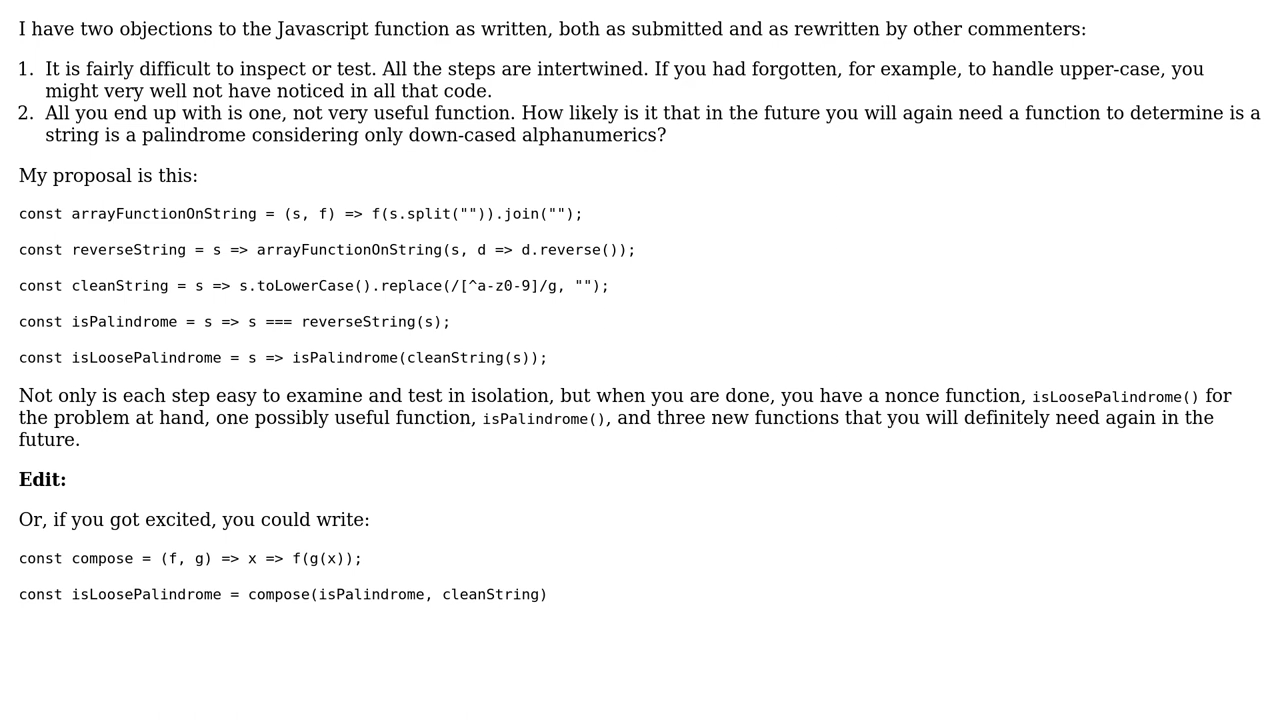 I have two objections to the Javascript function as written, both as submitted and as rewritten by other commenters:
1. It is fairly difficult to inspect or test. All the steps are intertwined. If you had forgotten, for example, to handle upper-case, you
might very well not have noticed in all that code.
2. All you end up with is one, not very useful function. How likely is it that in the future you will again need a function to determine is a
string is a palindrome considering only down-cased alphanumerics?
My proposal is this:
const arrayFunctionOnString = (s, f) => f(s.split("")).join("");
const reverseString = s => arrayFunctionOnString(s, d => d.reverse());
const cleanString = s => s.toLowerCase().replace(/[^a-z0-9]/g, "");
const isPalindrome = s => s === reverseString(s);
const isLoosePalindrome = s => isPalindrome(cleanString(s));
Not only is each step easy to examine and test in isolation, but when you are done, you have a nonce function, isLoosePalindrome() for
the problem at hand, one possibly useful function, isPalindrome(), and three new functions that you will definitely need again in the
future.
Edit:
Or, if you got excited, you could write:
const compose = (f, g) => x => f(g(x));
const isLoosePalindrome = compose(isPalindrome, cleanString)